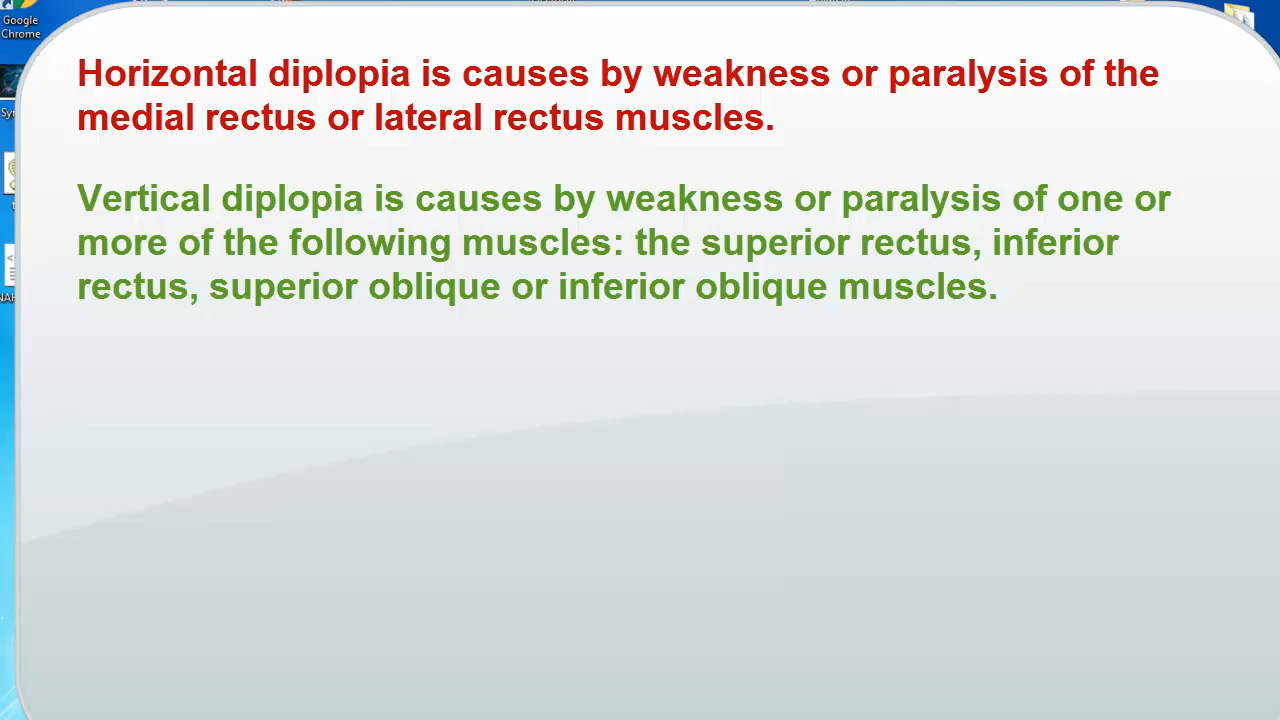 Google
Chrome
Horizontal diplopia is causes by weakness or paralysis of the
medial rectus or lateral rectus muscles.
Vertical diplopia is causes by weakness or paralysis of one or
more of the following muscles: the superior rectus, inferior
rectus, superior oblique or inferior oblique muscles.